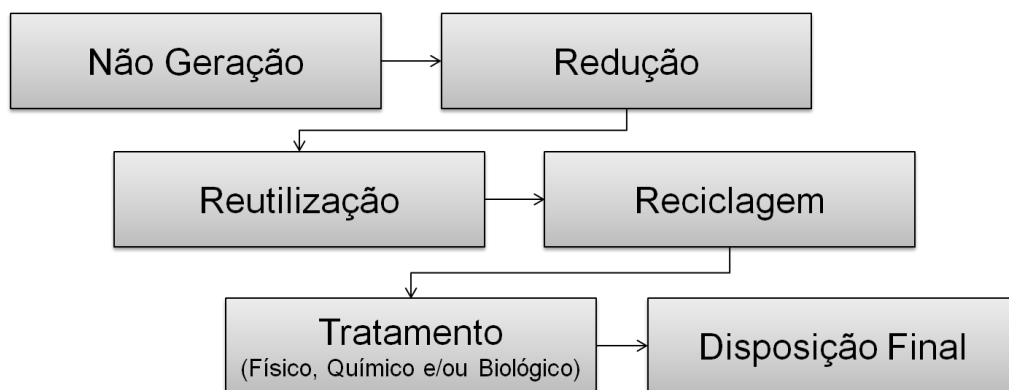 Não Geração
Redução
Reutilização
Reciclagem
Tratamento
(Físico, Químico e/ou Biológico)
Disposição Final